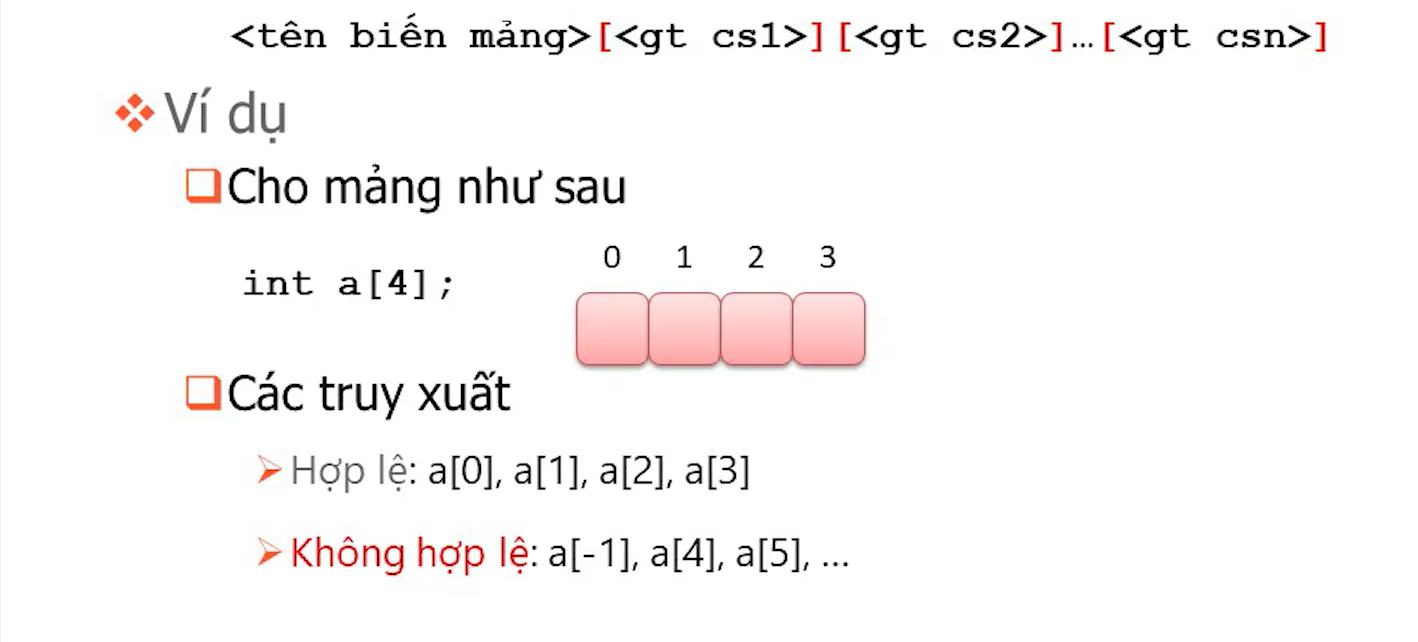 <tên biến mảng>[<gt cs1>][<gt cs2>]…[<gt csn>]
Ví dụ
Cho mảng như sau
0 1 2 3
int a[4];
Các truy xuất
Hợp lệ: a[0], a[1], a[2], a[3]
Không hợp lệ: a[-1], a[4], a[5], …